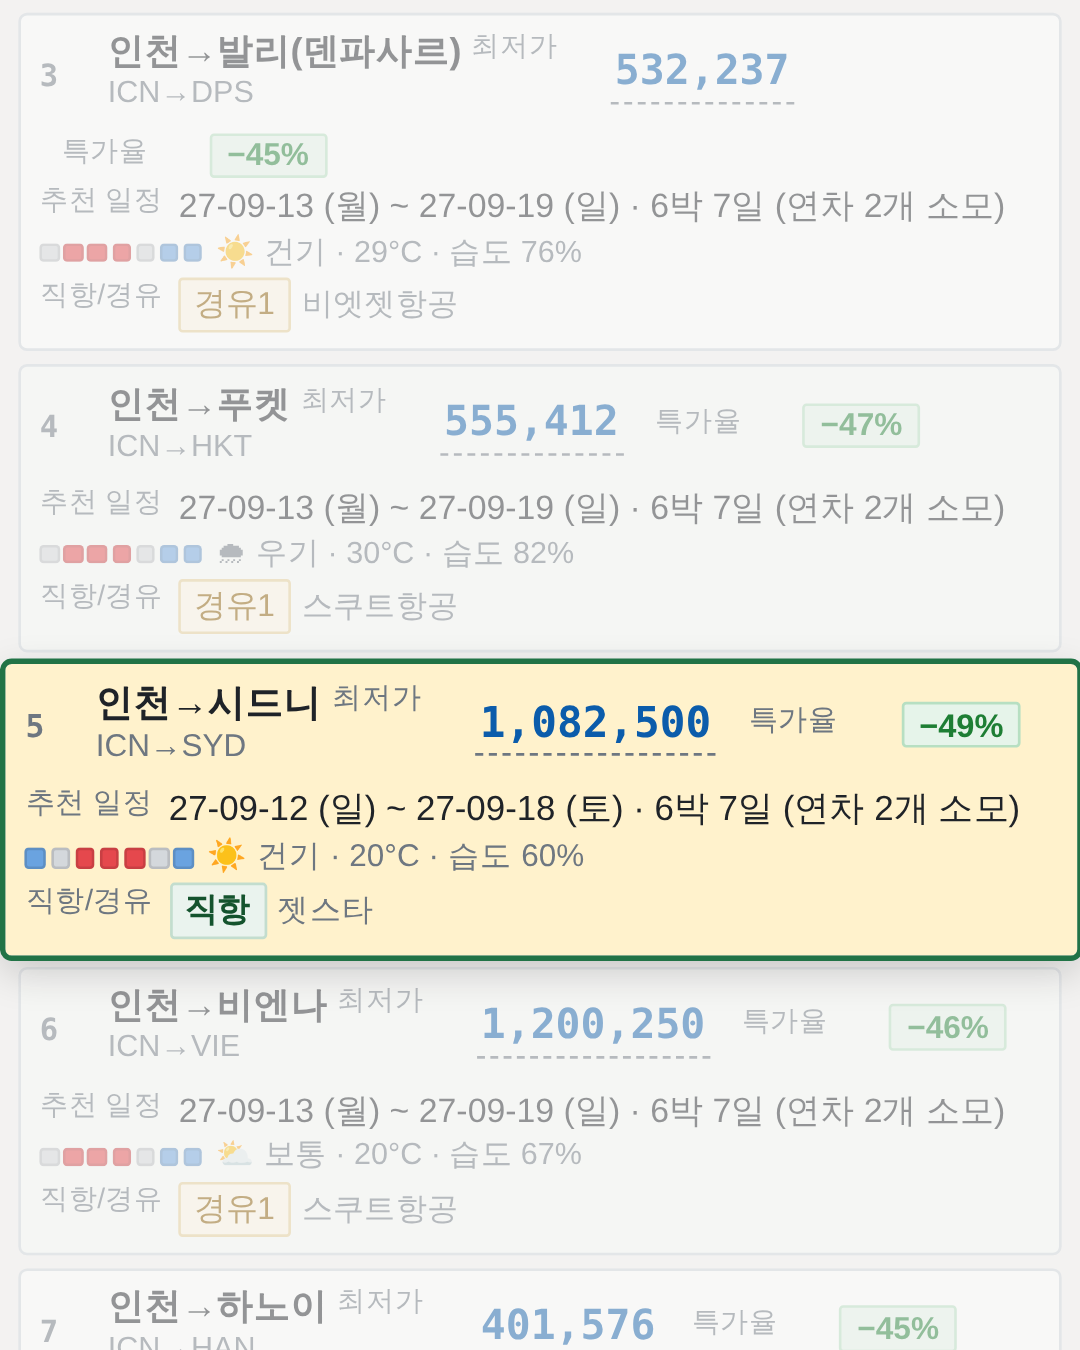 3 인천→발리(덴파사르) 최저가 532,237
ICN→DPS
특가율 −45%
추천 일정 27-09-13 (월) ~ 27-09-19 (일) · 6박 7일 (연차 2개 소모)
건기 · 29°C · 습도 76%
직항/경유 경유1 비엣젯항공
4 인천→푸켓 최저가 555,412 특가율 −47%
ICN→HKT
추천 일정 27-09-13 (월) ~ 27-09-19 (일) · 6박 7일 (연차 2개 소모)
우기 · 30°C · 습도 82%
직항/경유 경유1 스쿠트항공
5 인천→시드니 최저가 1,082,500 특가율 −49%
ICN→SYD
추천 일정 27-09-12 (일) ~ 27-09-18 (토) · 6박 7일 (연차 2개 소모)
건기 · 20°C · 습도 60%
직항/경유 직항 젯스타
6 인천→비엔나 최저가 1,200,250 특가율 −46%
ICN→VIE
추천 일정 27-09-13 (월) ~ 27-09-19 (일) · 6박 7일 (연차 2개 소모)
보통 · 20°C · 습도 67%
직항/경유 경유1 스쿠트항공
7 인천→하노이 최저가 401,576 특가율 −45%
ICN→HAN